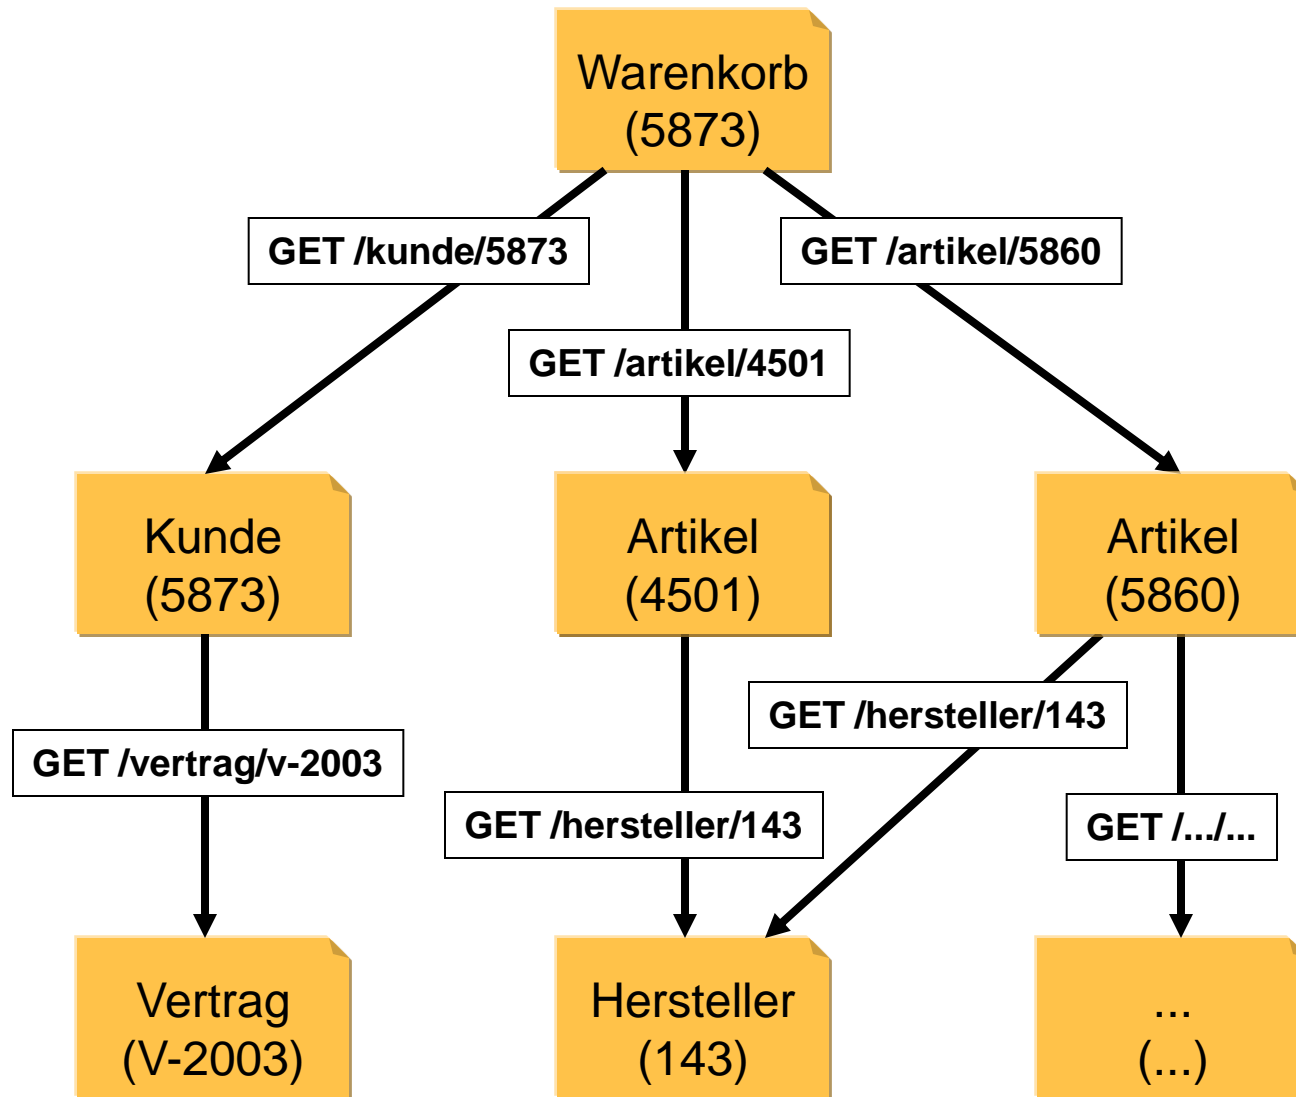 Warenkorb
(5873)
GET /kunde/5873
GET /artikel/5860
GET /artikel/4501
Kunde
(5873)
Artikel
(4501)
Artikel
(5860)
GET /hersteller/143
GET /vertrag/v-2003
GET /hersteller/143
GET /.../...
Vertrag
(V-2003)
Hersteller
(143)
...
(...)